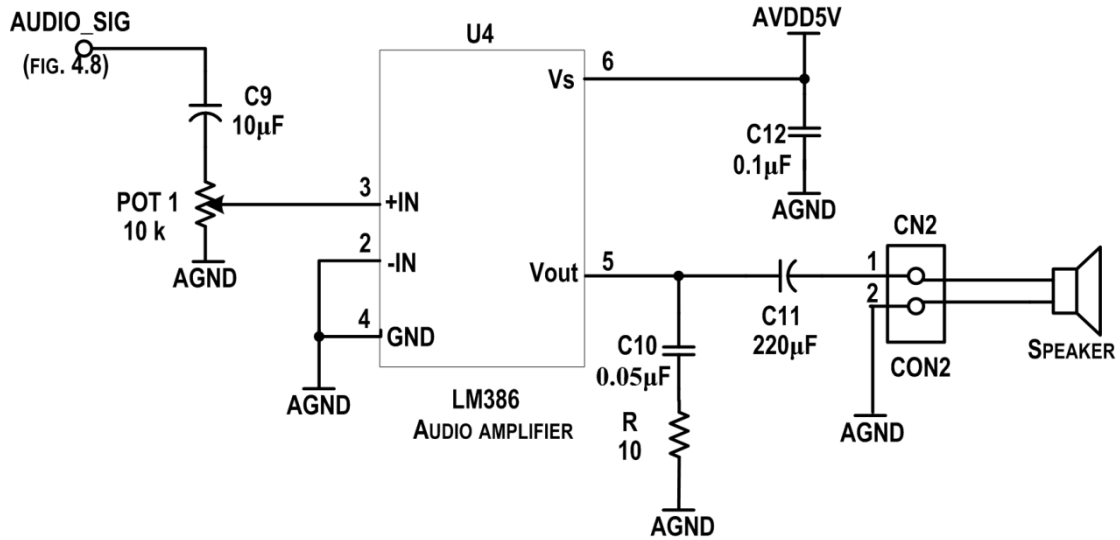 AUDIO_SIG
(FIG. 4.8)
C9
10µF
POT 1
10 k
AGND
U4
Vs
6
3
+IN
2
-IN
4
GND
AGND
Vout
5
LM386
AUDIO AMPLIFIER
AVDD5V
C12
0.1µF
AGND
C10
0.05µF
R
10
AGND
C11
220µF
CN2
1
2
CON2
AGND
SPEAKER